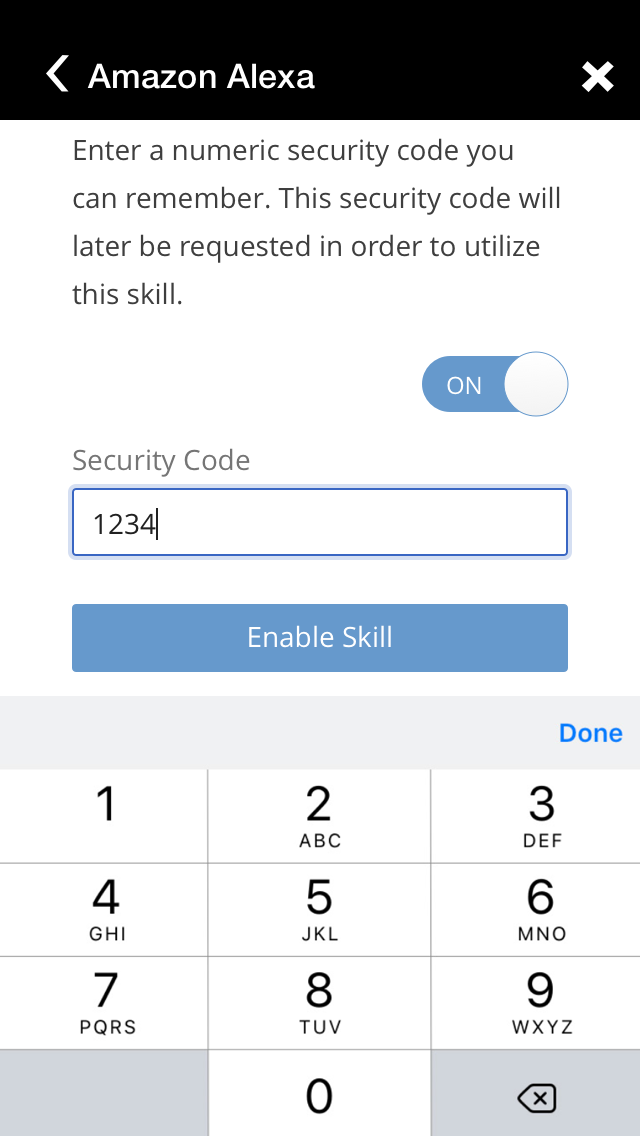 Amazon Alexa
Enter a numeric security code you
can remember. This security code will
later be requested in order to utilize
this skill.
ON
Security Code
1234
Enable Skill
Done
1 2 3
ABC DEF
4 5 6
GHI JKL MNO
7 8 9
PQRS TUV WXYZ
0